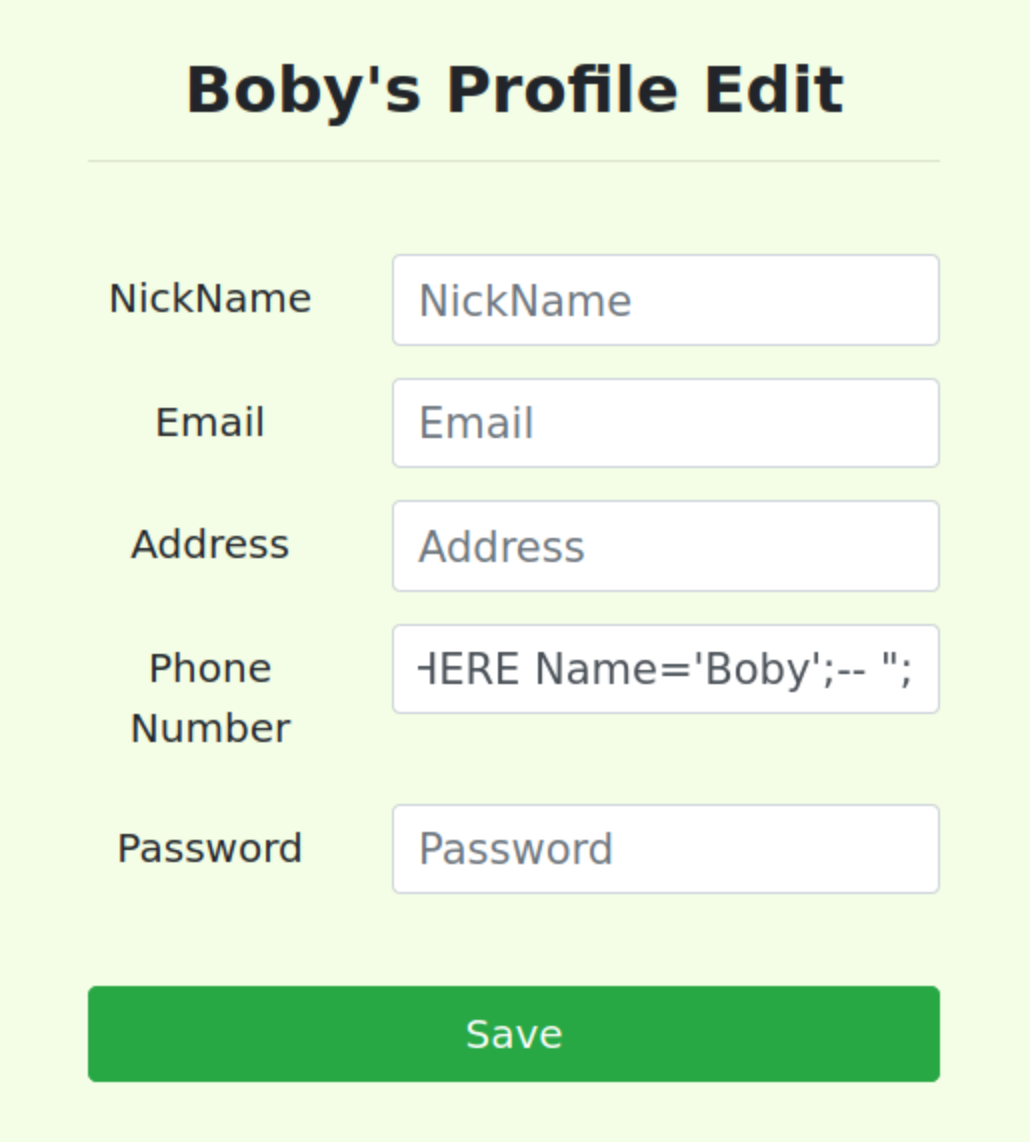 Boby's Profile Edit
NickName NickName
Email Email
Address Address
Phone Number HERE Name='Boby';-- ";
Password Password
Save